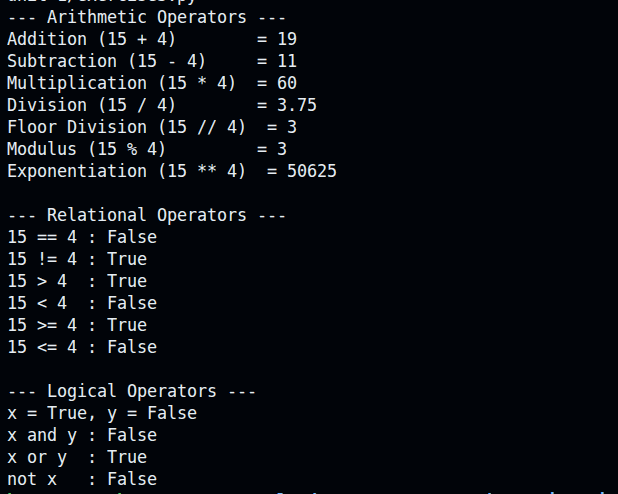 --- Arithmetic Operators ---
Addition (15 + 4)        = 19
Subtraction (15 - 4)     = 11
Multiplication (15 * 4)  = 60
Division (15 / 4)        = 3.75
Floor Division (15 // 4)  = 3
Modulus (15 % 4)         = 3
Exponentiation (15 ** 4)  = 50625
--- Relational Operators ---
15 == 4 : False
15 != 4 : True
15 > 4  : True
15 < 4  : False
15 >= 4 : True
15 <= 4 : False
--- Logical Operators ---
x = True, y = False
x and y : False
x or y  : True
not x   : False